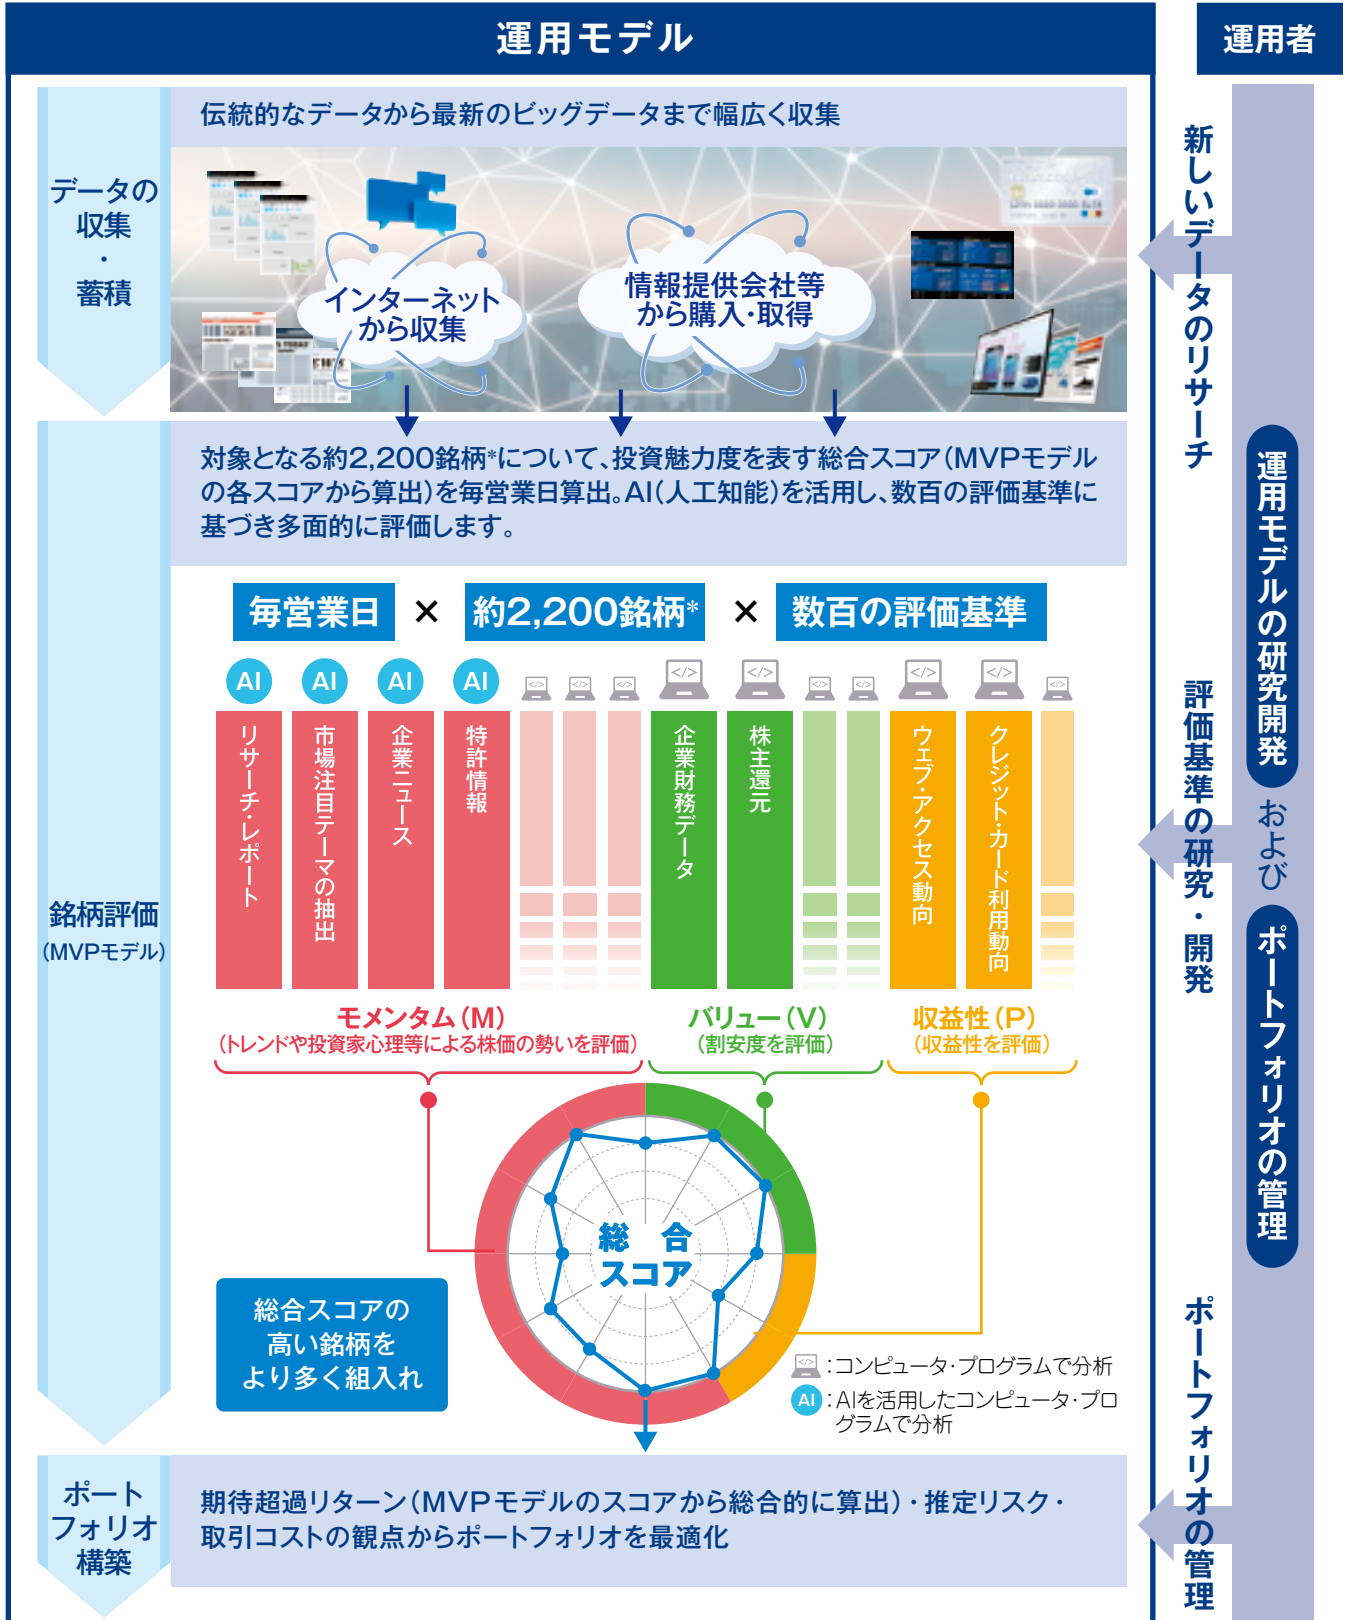 運用モデル
運用者
データの
収集
・
蓄積
伝統的なデータから最新のビッグデータまで幅広く収集
インターネット
から収集
情報提供会社等
から購入・取得
新しいデータのリサーチ
銘柄評価
(MVPモデル)
対象となる約2,200銘柄*について、投資魅力度を表す総合スコア(MVPモデル
の各スコアから算出)を毎営業日算出。AI(人工知能)を活用し、数百の評価基準に
基づき多面的に評価します。
毎営業日 × 約2,200銘柄* × 数百の評価基準
AI AI AI AI </> </> </> </> </> </> </> </> </> </>
リサーチ・レポート
市場注目テーマの抽出
企業ニュース
特許情報
企業財務データ
株主還元
ウェブ・アクセス動向
クレジット・カード利用動向
モメンタム(M)
(トレンドや投資家心理等による株価の勢いを評価)
バリュー(V)
(割安度を評価)
収益性(P)
(収益性を評価)
総 合
スコア
総合スコアの
高い銘柄を
より多く組入れ
</> :コンピュータ・プログラムで分析
AI :AIを活用したコンピュータ・プロ
グラムで分析
評価基準の研究・開発
運用モデルの研究開発
および
ポートフォリオの管理
ポート
フォリオ
構築
期待超過リターン(MVPモデルのスコアから総合的に算出)・推定リスク・
取引コストの観点からポートフォリオを最適化
ポートフォリオの管理